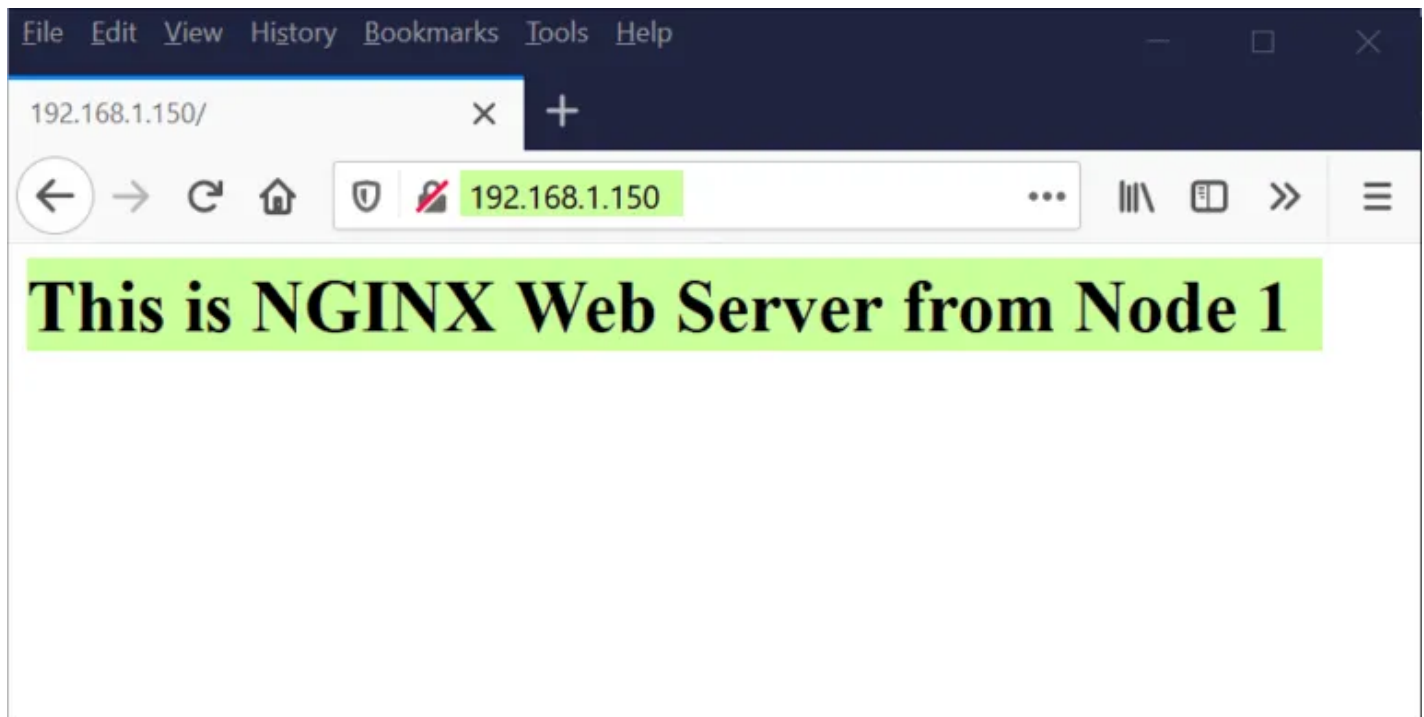 File Edit View History Bookmarks Tools Help
192.168.1.150/
192.168.1.150
This is NGINX Web Server from Node 1